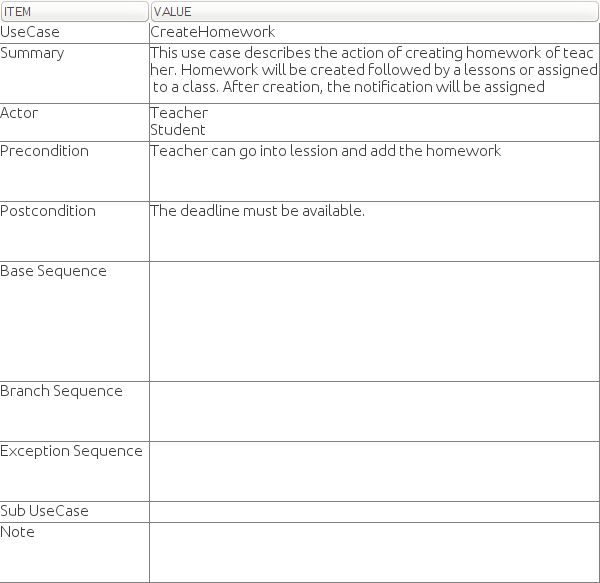 ITEM VALUE
UseCase CreateHomework
Summary This use case describes the action of creating homework of teac
her. Homework will be created followed by a lessons or assigned
to a class. After creation, the notification will be assigned
Actor Teacher
Student
Precondition Teacher can go into lession and add the homework
Postcondition The deadline must be available.
Base Sequence
Branch Sequence
Exception Sequence
Sub UseCase
Note